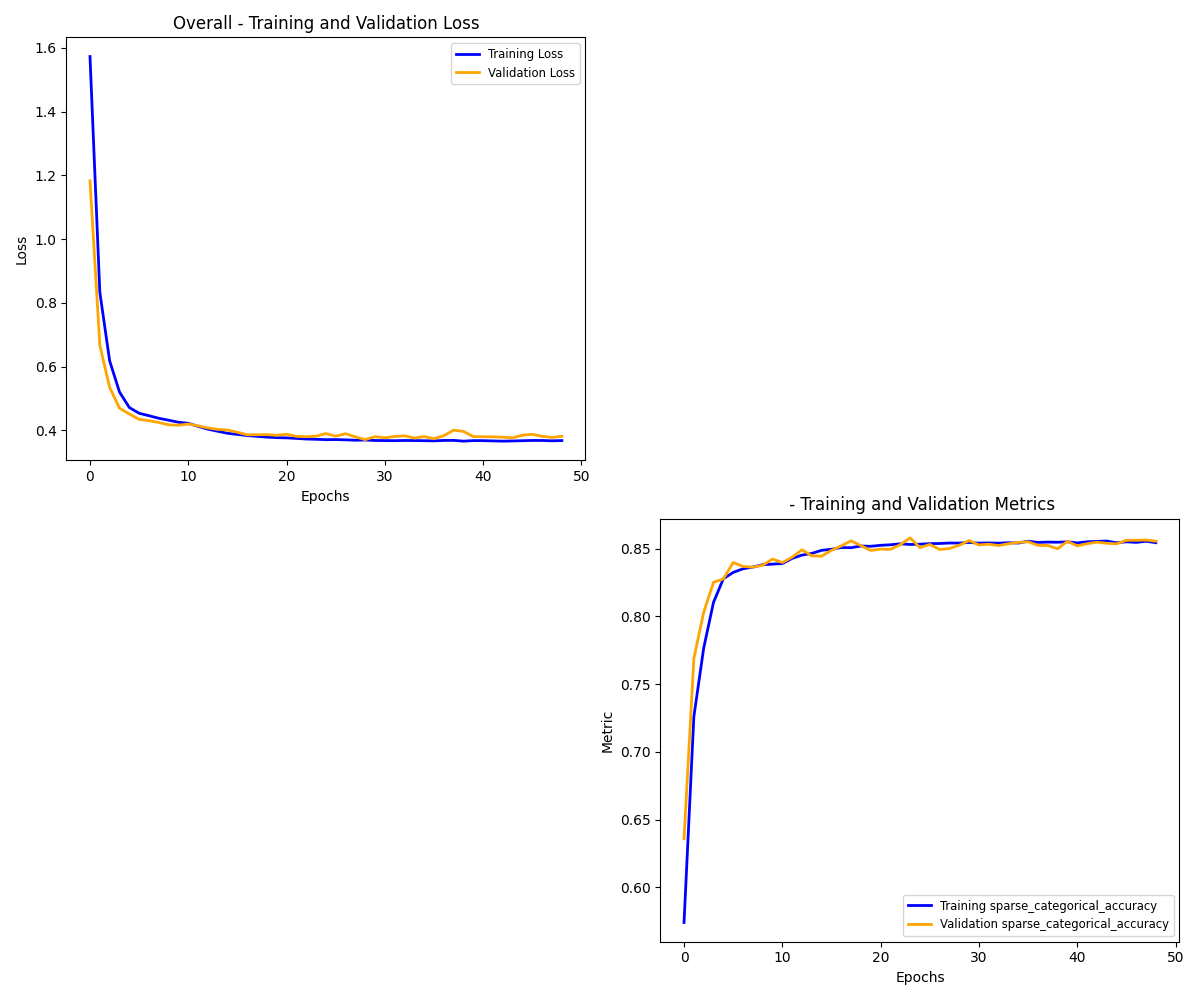 Overall - Training and Validation Loss
1.6
1.4
1.2
1.0
0.8
0.6
0.4
Loss
Training Loss
Validation Loss
0 10 20 30 40 50
Epochs
- Training and Validation Metrics
0.85
0.80
0.75
0.70
0.65
0.60
Metric
Training sparse_categorical_accuracy
Validation sparse_categorical_accuracy
0 10 20 30 40 50
Epochs